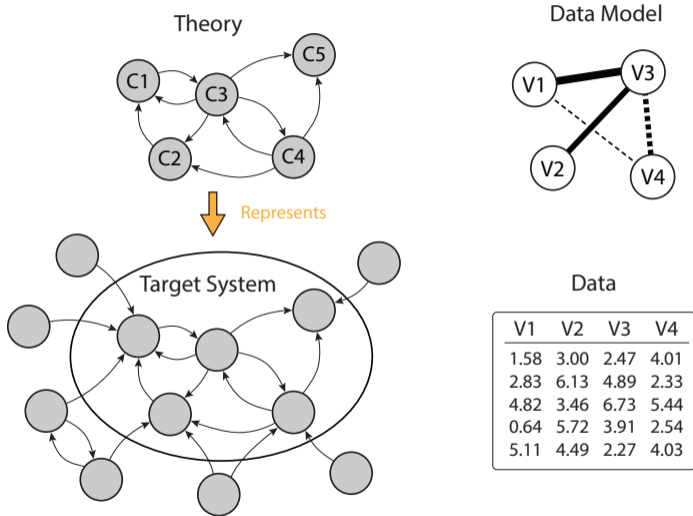 Theory
C1
C3
C5
C2
C4
Represents
Target System
Data Model
V1
V3
V2
V4
Data
V1 V2 V3 V4
1.58 3.00 2.47 4.01
2.83 6.13 4.89 2.33
4.82 3.46 6.73 5.44
0.64 5.72 3.91 2.54
5.11 4.49 2.27 4.03